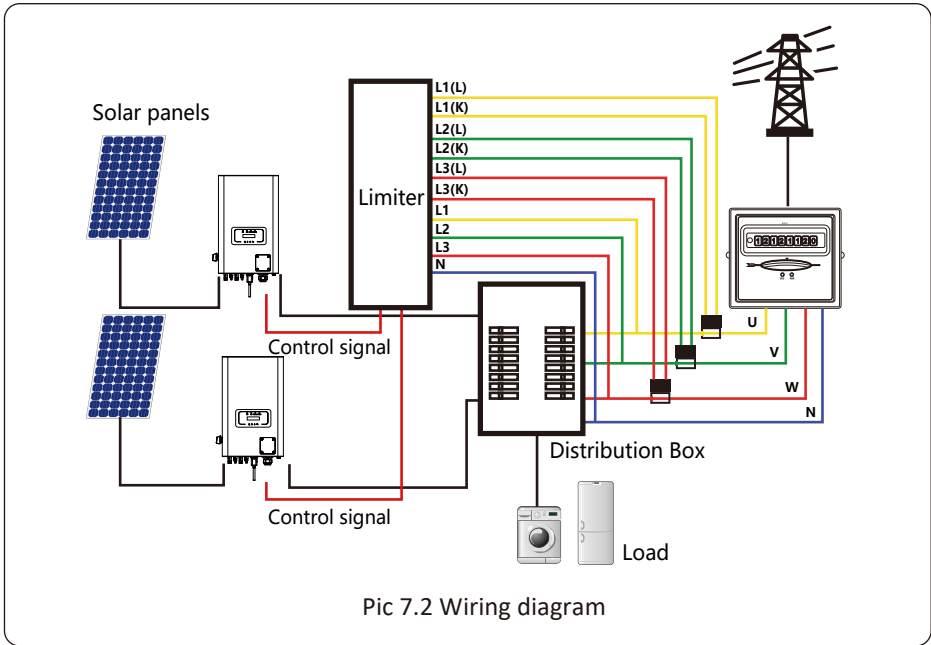 Solar panels
Limiter
L1(L)
L1(K)
L2(L)
L2(K)
L3(L)
L3(K)
L1
L2
L3
N
12121120
U
V
W
N
Control signal
Distribution Box
Control signal
Load
Pic 7.2 Wiring diagram